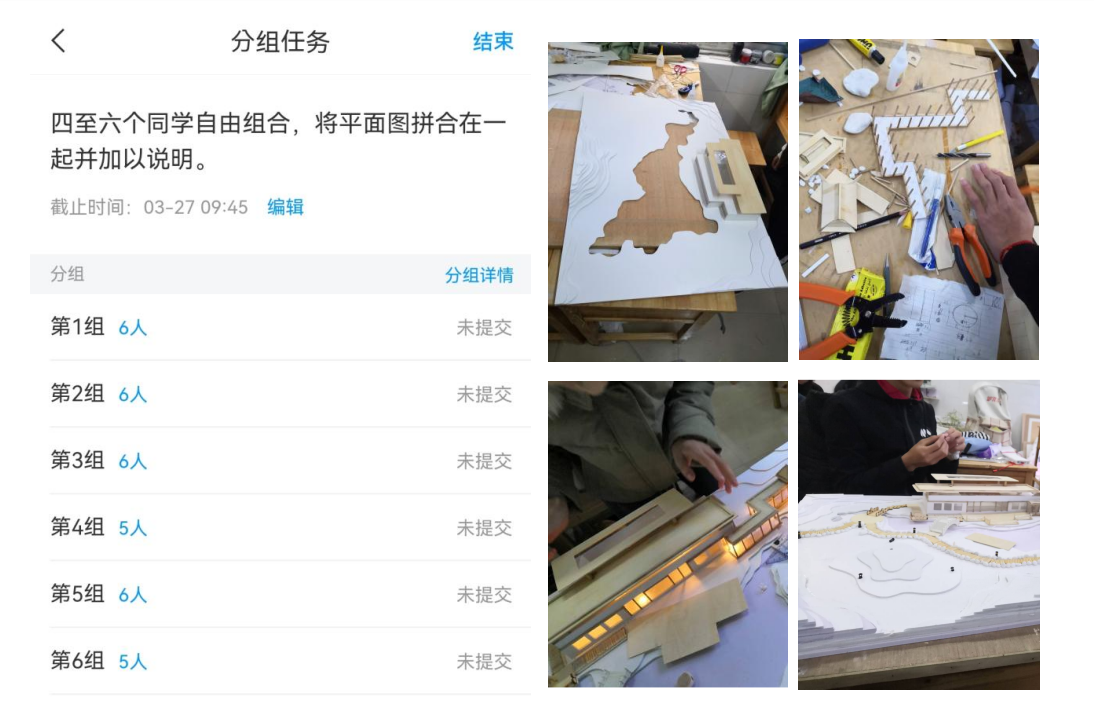 分组任务
结束
四至六个同学自由组合，将平面图拼合在一
起并加以说明。
截止时间：03-27 09:45 编辑
分组
分组详情
第1组 6人
未提交
第2组 6人
未提交
第3组 6人
未提交
第4组 5人
未提交
第5组 6人
未提交
第6组 5人
未提交